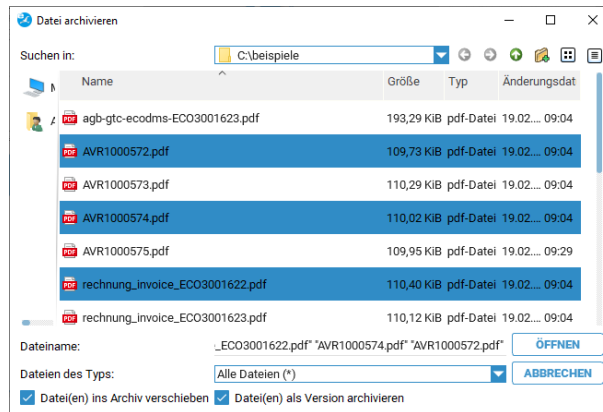 Datei archivieren
Suchen in: C:\beispiele
Name Größe Typ Änderungsdat
agb-gtc-ecodms-ECO3001623.pdf 193,29 KiB pdf-Datei 19.02.... 09:04
AVR1000572.pdf 109,73 KiB pdf-Datei 19.02.... 09:04
AVR1000573.pdf 110,29 KiB pdf-Datei 19.02.... 09:04
AVR1000574.pdf 110,02 KiB pdf-Datei 19.02.... 09:04
AVR1000575.pdf 109,95 KiB pdf-Datei 19.02.... 09:29
rechnung_invoice_ECO3001622.pdf 110,40 KiB pdf-Datei 19.02.... 09:04
rechnung_invoice_ECO3001623.pdf 110,12 KiB pdf-Datei 19.02.... 09:04
Dateiname: _ECO3001622.pdf" "AVR1000574.pdf" "AVR1000572.pdf" ÖFFNEN
Dateien des Typs: Alle Dateien (*) ABBRECHEN
Datei(en) ins Archiv verschieben Datei(en) als Version archivieren